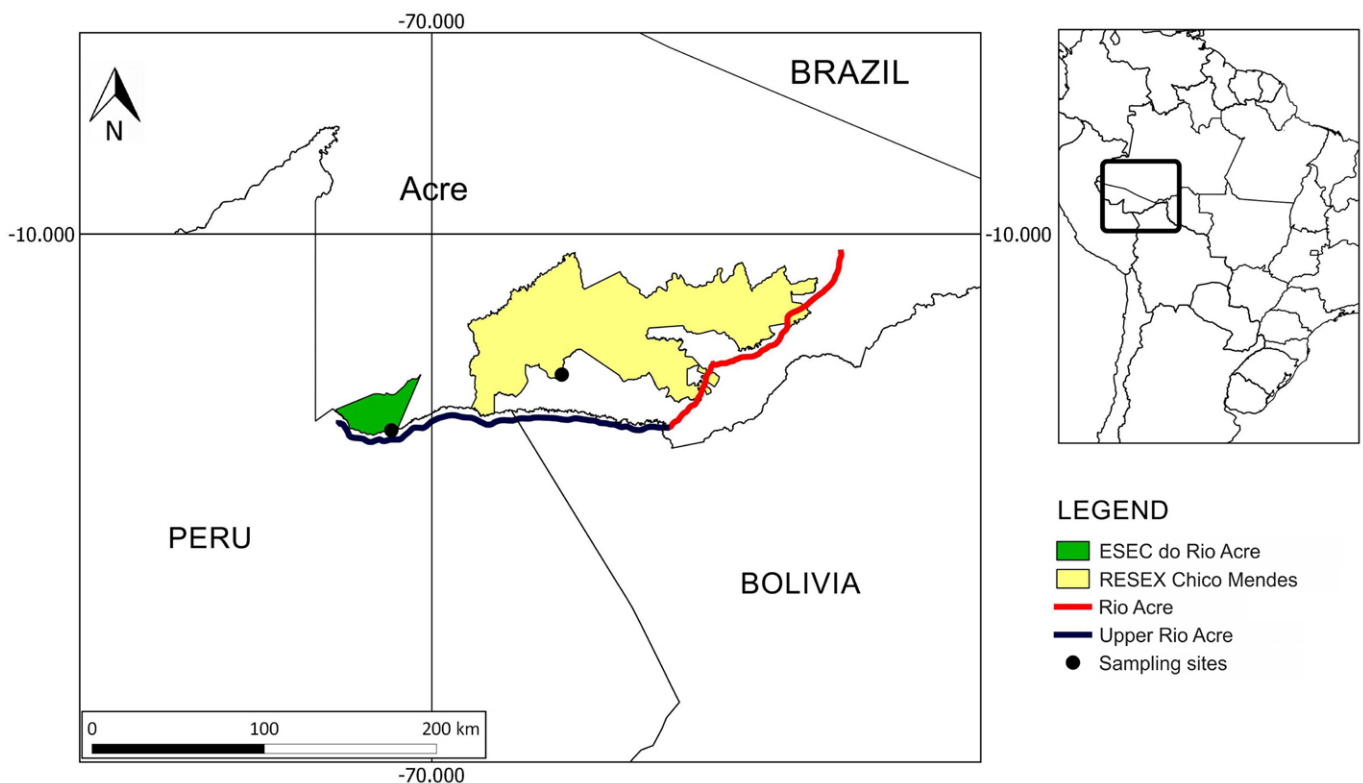 -70.000
BRAZIL
N
Acre
-10.000
-10.000
PERU
BOLIVIA
0 100 200 km
-70.000
LEGEND
ESEC do Rio Acre
RESEX Chico Mendes
Rio Acre
Upper Rio Acre
Sampling sites